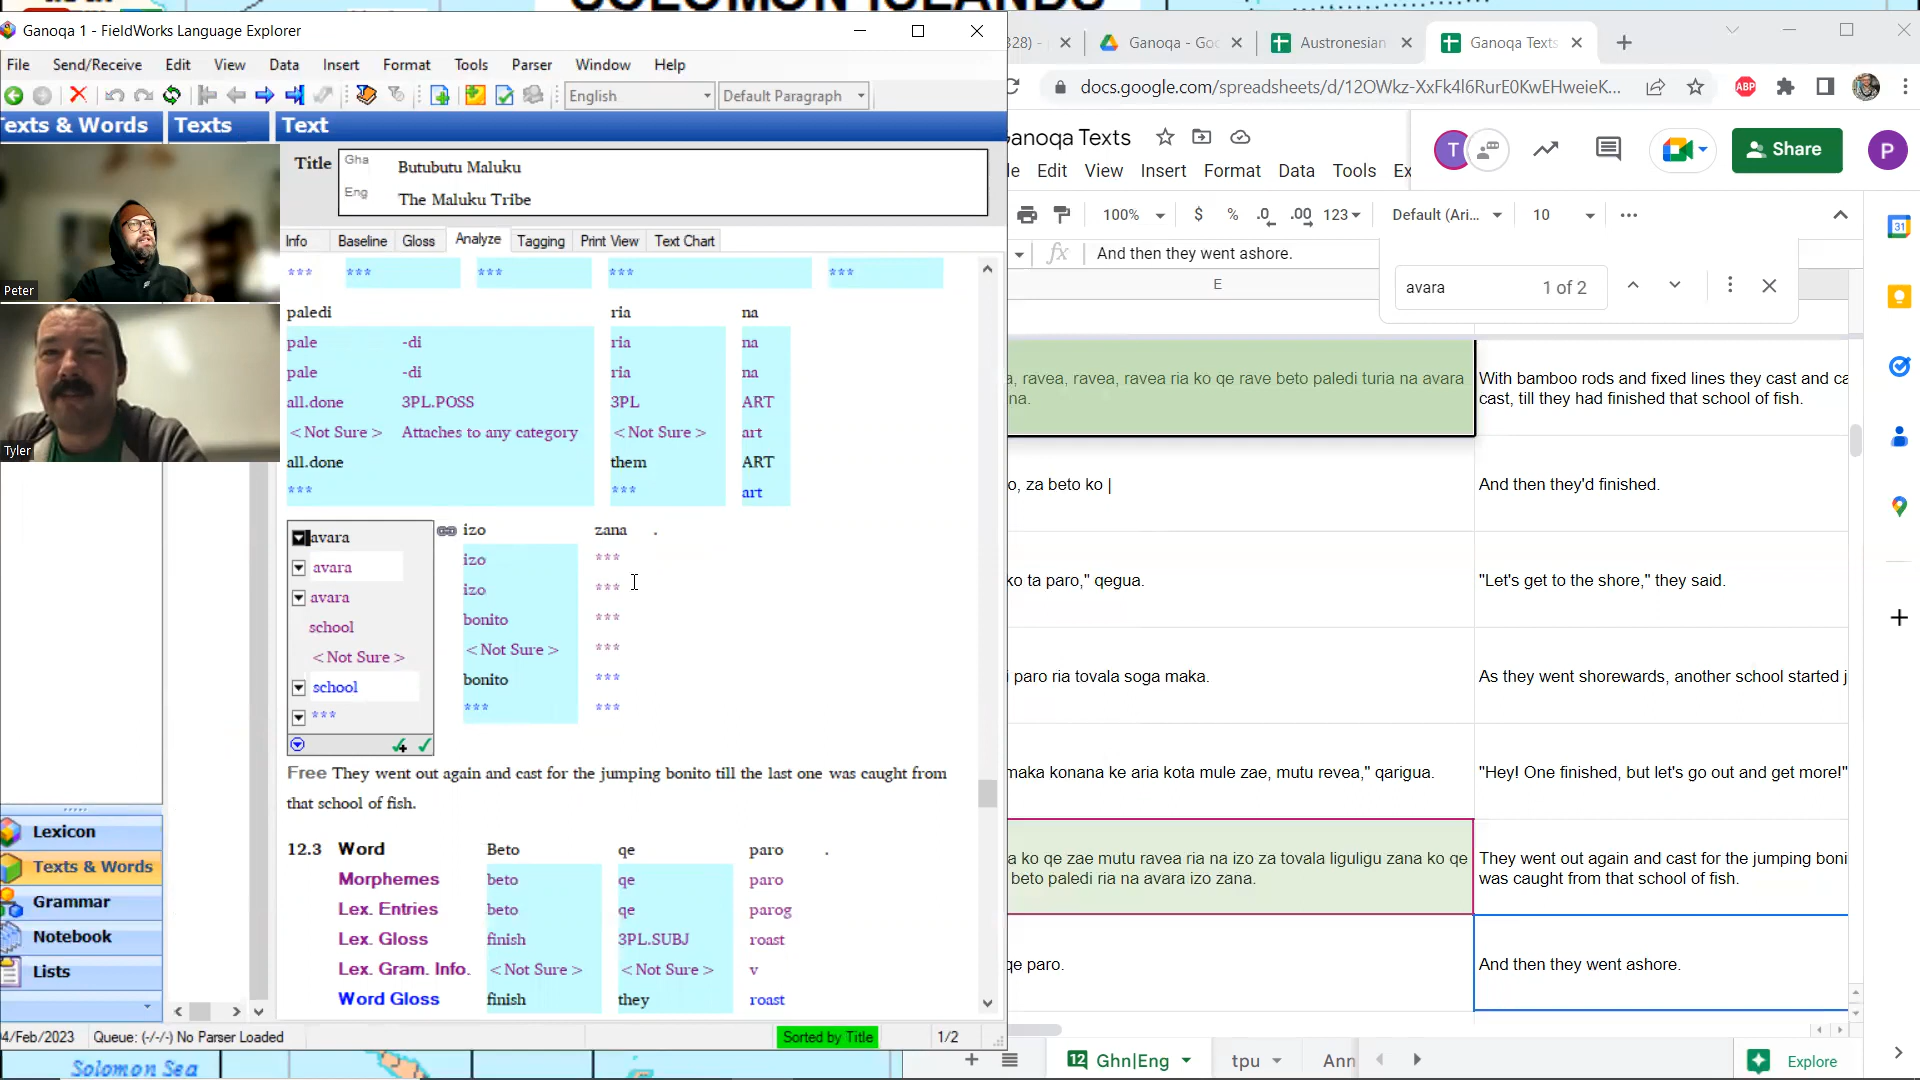 SOLOMON ISLANDS
Ganoqa 1 - FieldWorks Language Explorer
File Send/Receive Edit View Data Insert Format Tools Parser Window Help
English Default Paragraph
Texts & Words Texts Text
Title Gha Butubutu Maluku
Eng The Maluku Tribe
Info Baseline Gloss Analyze Tagging Print View Text Chart
*** *** *** *** ***
paledi ria na
pale -di ria na
pale -di ria na
all.done 3PL.POSS 3PL ART
<Not Sure> Attaches to any category <Not Sure> art
all.done them ART
*** *** art
avara izo zana .
avara izo ***
avara izo ***
school bonito ***
<Not Sure> <Not Sure> ***
school bonito ***
*** *** ***
Free They went out again and cast for the jumping bonito till the last one was caught from
that school of fish.
12.3 Word Beto qe paro .
Morphemes beto qe paro
Lex. Entries beto qe parog
Lex. Gloss finish 3PL.SUBJ roast
Lex. Gram. Info. <Not Sure> <Not Sure> v
Word Gloss finish they roast
Peter
Tyler
Lexicon
Texts & Words
Grammar
Notebook
Lists
04/Feb/2023 Queue: (-/-/-) No Parser Loaded Sorted by Title 1/2
Solomon Sea
328) - Ganoqa - Goo Austronesian Ganoqa Texts
docs.google.com/spreadsheets/d/12OWkz-XxFk4l6RurE0KwEHweieK...
ABP
Ganoqa Texts
T Share P
le Edit View Insert Format Data Tools Ex
100% $ % .0 .00 123 Default (Ari... 10
31
fx And then they went ashore.
avara 1 of 2
E
a, ravea, ravea, ravea ria ko qe rave beto paledi turia na avara
na.
With bamboo rods and fixed lines they cast and ca
cast, till they had finished that school of fish.
o, za beto ko |
And then they'd finished.
ko ta paro," qegua.
"Let's get to the shore," they said.
i paro ria tovala soga maka.
As they went shorewards, another school started j
maka konana ke aria kota mule zae, mutu revea," qarigua.
"Hey! One finished, but let's go out and get more!"
a ko qe zae mutu ravea ria na izo za tovala liguligu zana ko qe
beto paledi ria na avara izo zana.
They went out again and cast for the jumping boni
was caught from that school of fish.
qe paro.
And then they went ashore.
12 Ghn|Eng tpu Ann
Explore